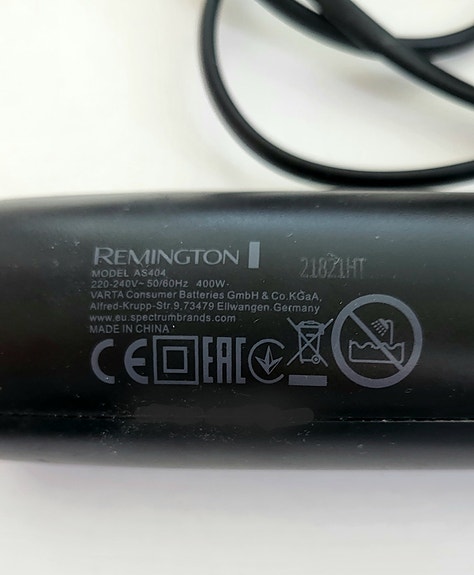 REMINGTON
21821HT
MODEL AS404
220-240V~ 50/60Hz 400W
VARTA Consumer Batteries GmbH & Co.KGaA,
Alfred-Krupp-Str.9,73479 Ellwangen.Germany
www.eu.spectrumbrands.com
MADE IN CHINA
CE EAC